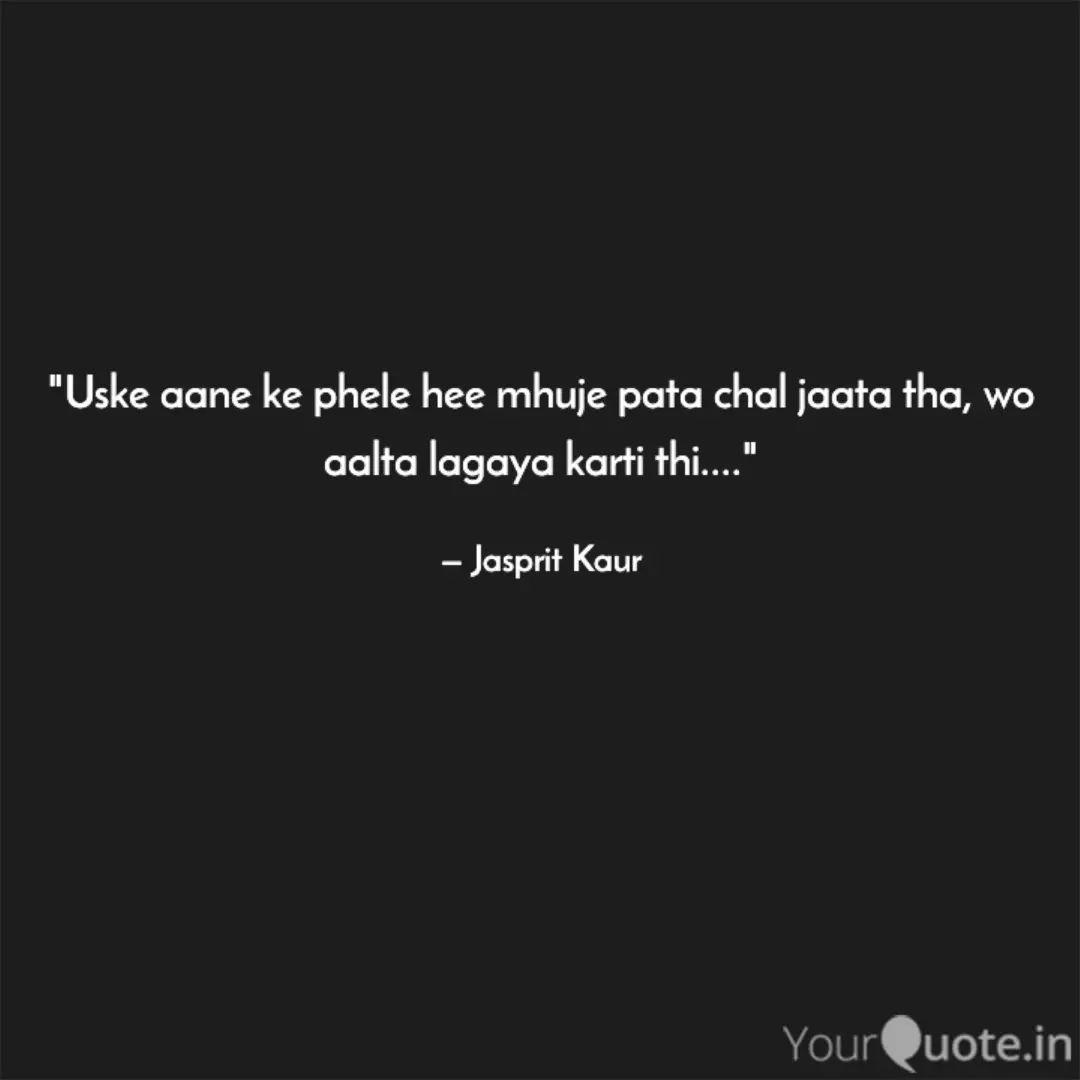 "Uske aane ke phele hee mhuje pata chal jaata tha, wo
aalta lagaya karti thi...."
– Jasprit Kaur
YourQuote.in